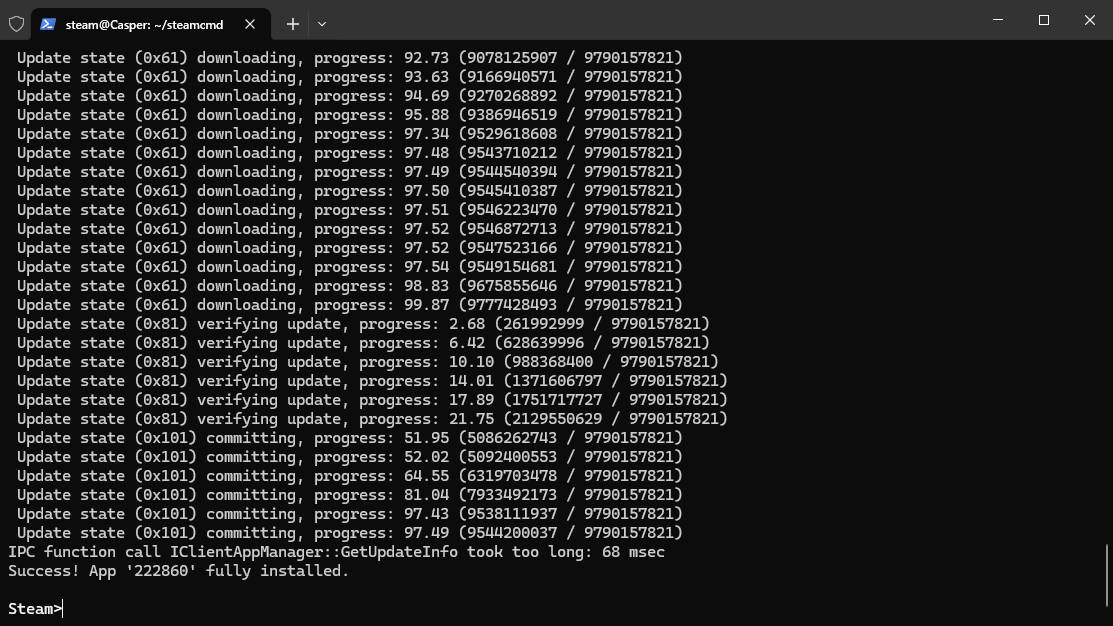 steam@Casper: ~/steamcmd
Update state (0x61) downloading, progress: 92.73 (9078125907 / 9790157821)
Update state (0x61) downloading, progress: 93.63 (9166940571 / 9790157821)
Update state (0x61) downloading, progress: 94.69 (9270268892 / 9790157821)
Update state (0x61) downloading, progress: 95.88 (9386946519 / 9790157821)
Update state (0x61) downloading, progress: 97.34 (9529618608 / 9790157821)
Update state (0x61) downloading, progress: 97.48 (9543710212 / 9790157821)
Update state (0x61) downloading, progress: 97.49 (9544540394 / 9790157821)
Update state (0x61) downloading, progress: 97.50 (9545410387 / 9790157821)
Update state (0x61) downloading, progress: 97.51 (9546223470 / 9790157821)
Update state (0x61) downloading, progress: 97.52 (9546872713 / 9790157821)
Update state (0x61) downloading, progress: 97.52 (9547523166 / 9790157821)
Update state (0x61) downloading, progress: 97.54 (9549154681 / 9790157821)
Update state (0x61) downloading, progress: 98.83 (9675855646 / 9790157821)
Update state (0x61) downloading, progress: 99.87 (9777428493 / 9790157821)
Update state (0x81) verifying update, progress: 2.68 (261992999 / 9790157821)
Update state (0x81) verifying update, progress: 6.42 (628639996 / 9790157821)
Update state (0x81) verifying update, progress: 10.10 (988368400 / 9790157821)
Update state (0x81) verifying update, progress: 14.01 (1371606797 / 9790157821)
Update state (0x81) verifying update, progress: 17.89 (1751717727 / 9790157821)
Update state (0x81) verifying update, progress: 21.75 (2129550629 / 9790157821)
Update state (0x101) committing, progress: 51.95 (5086262743 / 9790157821)
Update state (0x101) committing, progress: 52.02 (5092400553 / 9790157821)
Update state (0x101) committing, progress: 64.55 (6319703478 / 9790157821)
Update state (0x101) committing, progress: 81.04 (7933492173 / 9790157821)
Update state (0x101) committing, progress: 97.43 (9538111937 / 9790157821)
Update state (0x101) committing, progress: 97.49 (9544200037 / 9790157821)
IPC function call IClientAppManager::GetUpdateInfo took too long: 68 msec
Success! App '222860' fully installed.
Steam>